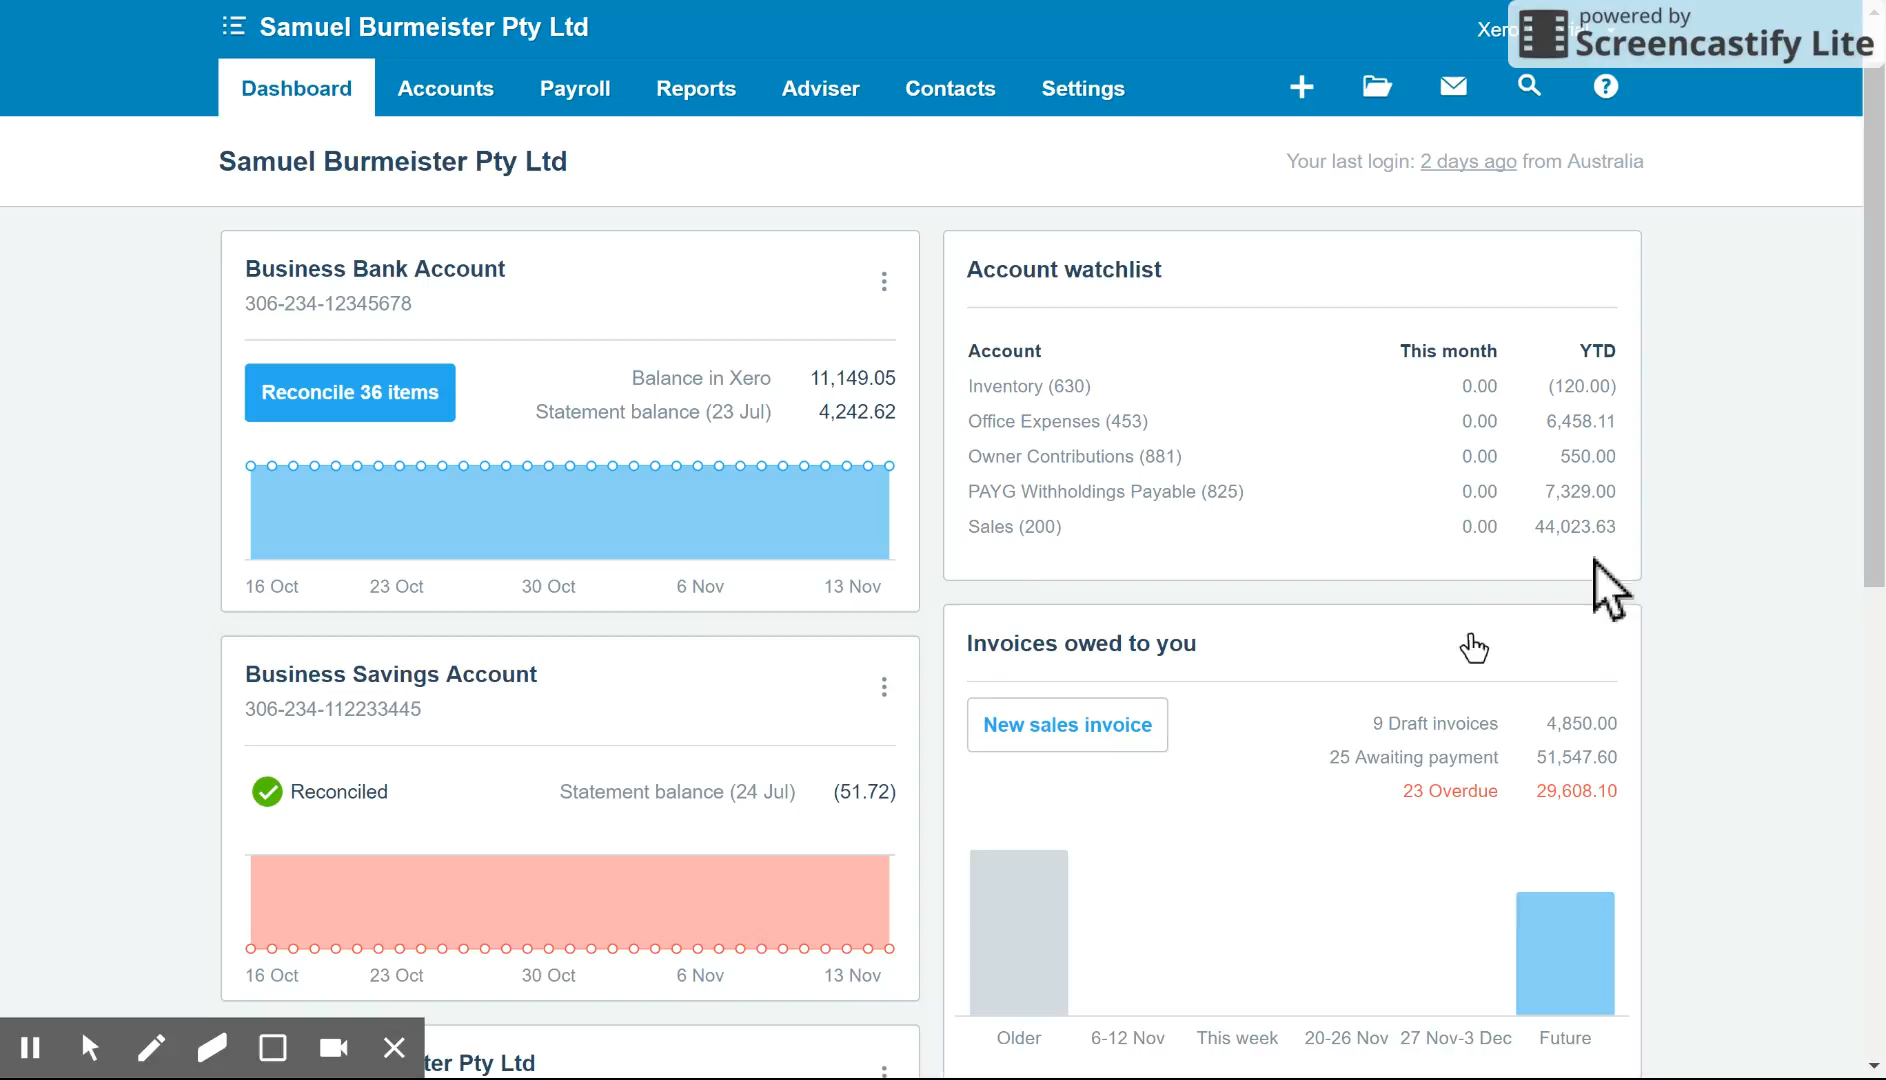 Samuel Burmeister Pty Ltd
Xero
powered by
Screencastify Lite
Dashboard Accounts Payroll Reports Adviser Contacts Settings
Samuel Burmeister Pty Ltd
Your last login: 2 days ago from Australia
Business Bank Account
306-234-12345678
Reconcile 36 items
Balance in Xero 11,149.05
Statement balance (23 Jul) 4,242.62
16 Oct 23 Oct 30 Oct 6 Nov 13 Nov
Business Savings Account
306-234-112233445
Reconciled
Statement balance (24 Jul) (51.72)
16 Oct 23 Oct 30 Oct 6 Nov 13 Nov
ter Pty Ltd
Account watchlist
Account This month YTD
Inventory (630) 0.00 (120.00)
Office Expenses (453) 0.00 6,458.11
Owner Contributions (881) 0.00 550.00
PAYG Withholdings Payable (825) 0.00 7,329.00
Sales (200) 0.00 44,023.63
Invoices owed to you
New sales invoice
9 Draft invoices 4,850.00
25 Awaiting payment 51,547.60
23 Overdue 29,608.10
Older 6-12 Nov This week 20-26 Nov 27 Nov-3 Dec Future